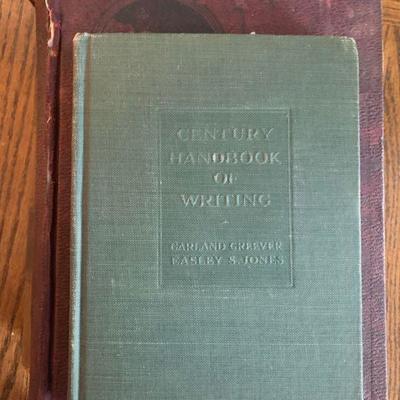 CENTURY
HANDBOOK
OF
WRITING
GARLAND GREEVER
EASLEY S. JONES